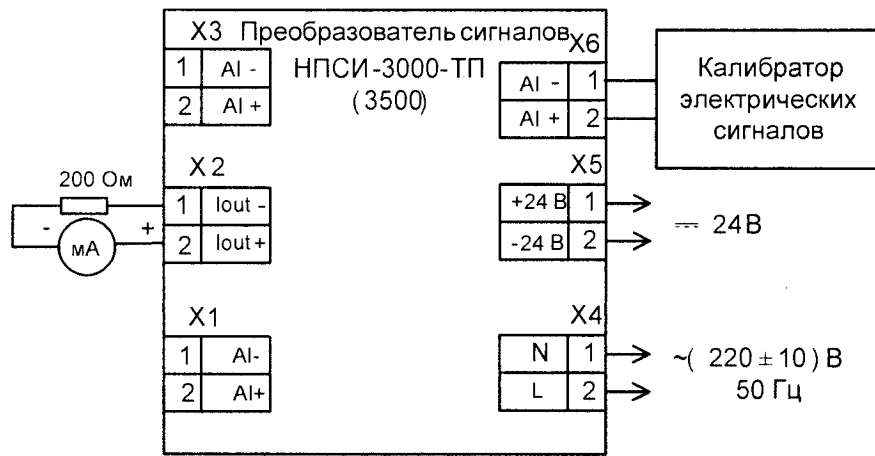 X3 Преобразователь сигналов X6
НПСИ-3000-ТП
(3500)
1 AI -
2 AI +
AI - 1
AI + 2
Калибратор
электрических
сигналов
X2
200 Ом
1 Iout -
2 Iout +
- мА +
X5
+24 В 1
-24 В 2
⎓ 24В
X1
1 AI-
2 AI+
X4
N 1
L 2
~( 220 ± 10 ) В
50 Гц